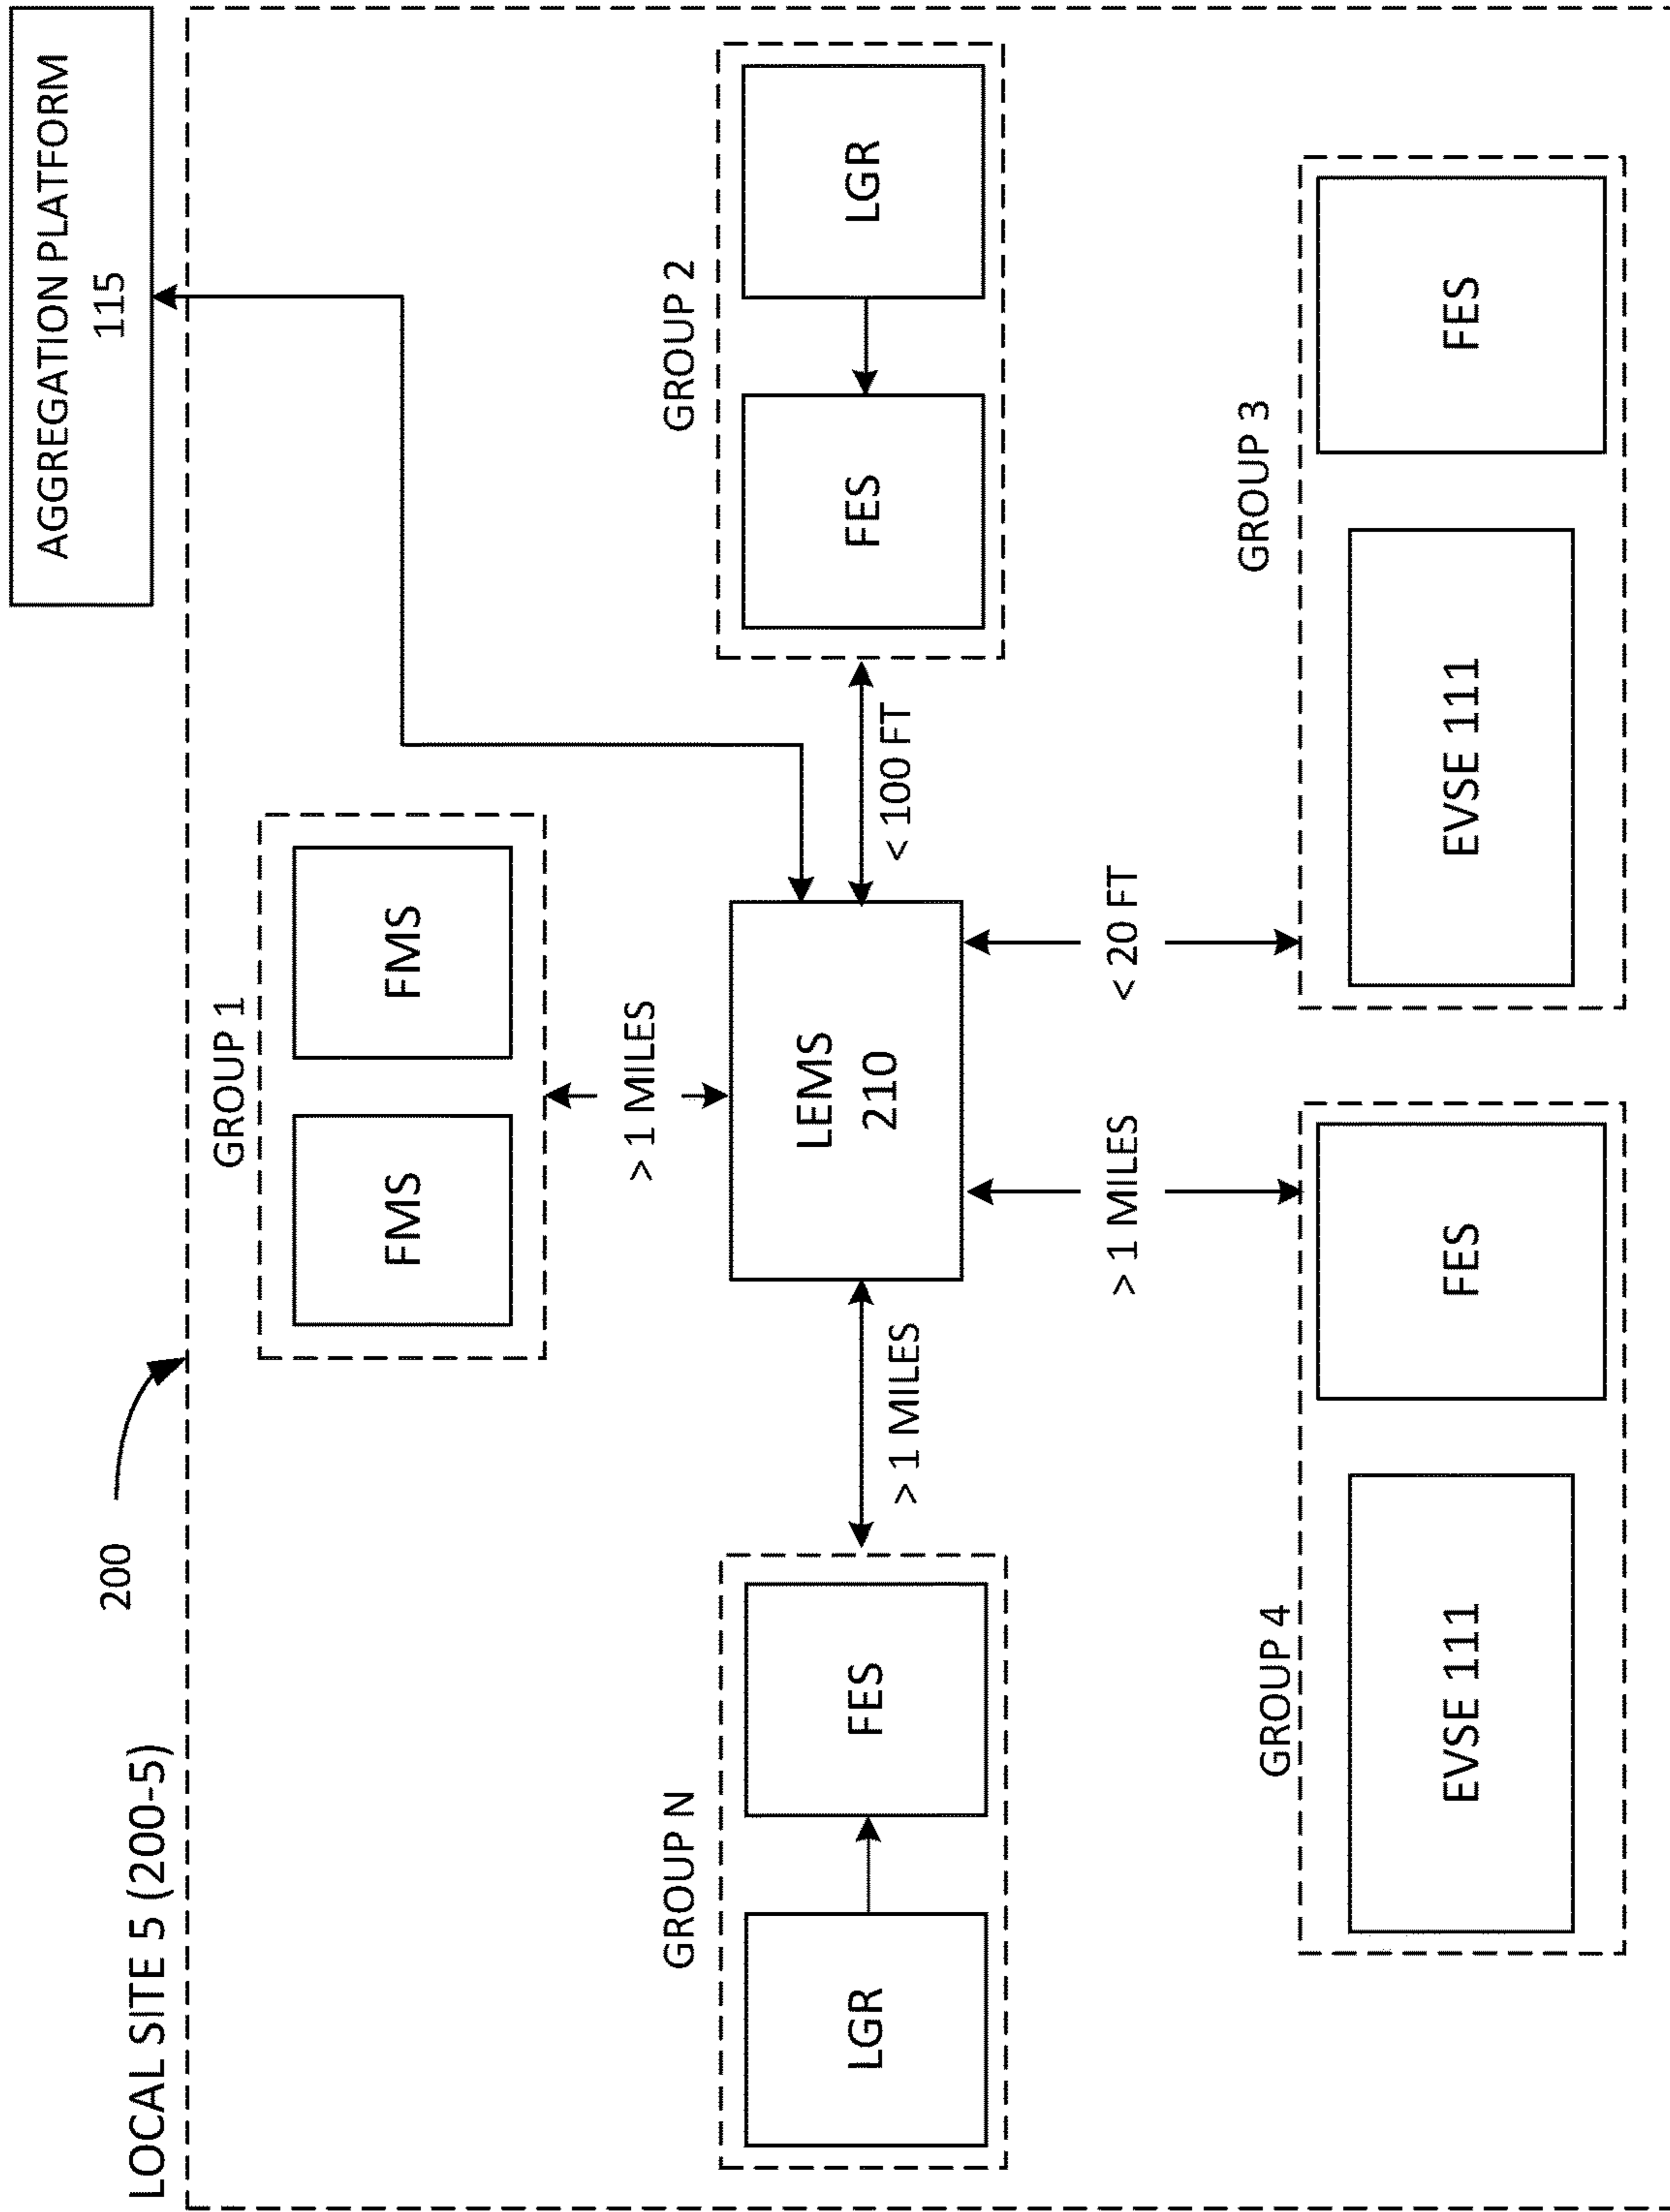 AGGREGATION PLATFORM
115
200
LOCAL SITE 5 (200-5)
GROUP 1
FMS
FMS
> 1 MILES
GROUP N
LGR
FES
> 1 MILES
LEMS
210
< 100 FT
GROUP 2
FES
LGR
> 1 MILES
< 20 FT
GROUP 4
EVSE 111
FES
GROUP 3
EVSE 111
FES